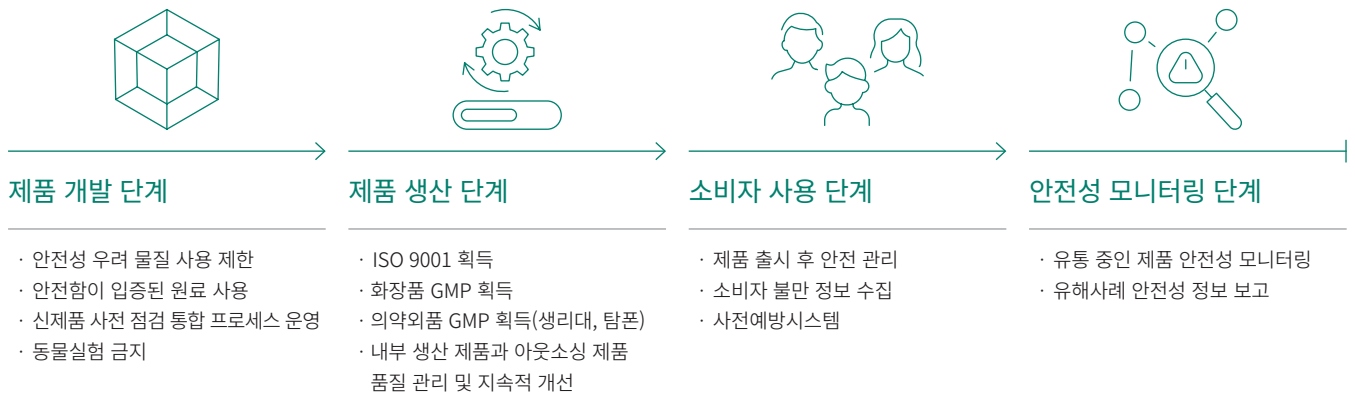 제품 개발 단계
· 안전성 우려 물질 사용 제한
· 안전함이 입증된 원료 사용
· 신제품 사전 점검 통합 프로세스 운영
· 동물실험 금지
제품 생산 단계
· ISO 9001 획득
· 화장품 GMP 획득
· 의약외품 GMP 획득(생리대, 탐폰)
· 내부 생산 제품과 아웃소싱 제품
품질 관리 및 지속적 개선
소비자 사용 단계
· 제품 출시 후 안전 관리
· 소비자 불만 정보 수집
· 사전예방시스템
안전성 모니터링 단계
· 유통 중인 제품 안전성 모니터링
· 유해사례 안전성 정보 보고